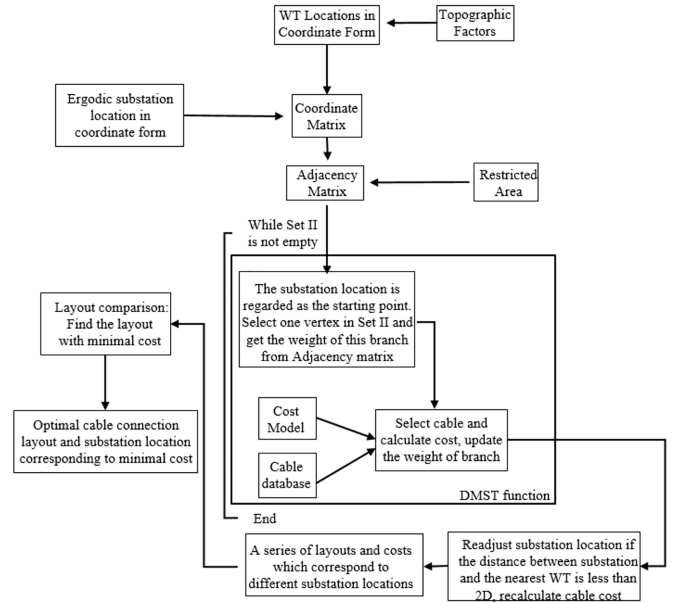 WT Locations in
Coordinate Form
Topographic
Factors
Ergodic substation
location in
coordinate form
Coordinate
Matrix
Adjacency
Matrix
Restricted
Area
While Set II
is not empty
The substation location is
regarded as the starting point.
Select one vertex in Set II and
get the weight of this branch
from Adjacency matrix
Layout comparison:
Find the layout
with minimal cost
Cost
Model
Select cable and
calculate cost, update
the weight of branch
Optimal cable connection
layout and substation location
corresponding to minimal cost
Cable
database
DMST function
End
A series of layouts and costs
which correspond to
different substation locations
Readjust substation location if
the distance between substation
and the nearest WT is less than
2D, recalculate cable cost